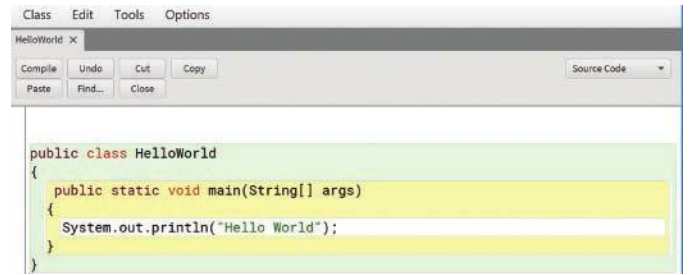 Class Edit Tools Options
HelloWorld ×
Compile Undo Cut Copy Source Code
Paste Find... Close
public class HelloWorld
{
public static void main(String[] args)
{
System.out.println("Hello World");
}
}